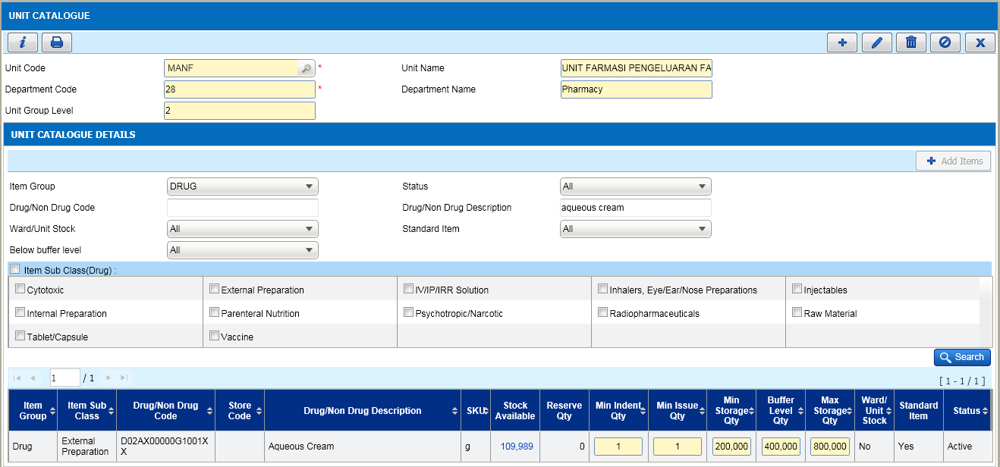 UNIT CATALOGUE
Unit Code MANF * Unit Name UNIT FARMASI PENGELUARAN FA
Department Code 28 * Department Name Pharmacy
Unit Group Level 2
UNIT CATALOGUE DETAILS
Add Items
Item Group DRUG Status All
Drug/Non Drug Code Drug/Non Drug Description aqueous cream
Ward/Unit Stock All Standard Item All
Below buffer level All
Item Sub Class(Drug) :
Cytotoxic External Preparation IV/IP/IRR Solution Inhalers, Eye/Ear/Nose Preparations Injectables
Internal Preparation Parenteral Nutrition Psychotropic/Narcotic Radiopharmaceuticals Raw Material
Tablet/Capsule Vaccine
Search
1 / 1 [ 1 - 1 / 1 ]
Item Group Item Sub Class Drug/Non Drug Code Store Code Drug/Non Drug Description SKU Stock Available Reserve Qty Min Indent Qty Min Issue Qty Min Storage Qty Buffer Level Qty Max Storage Qty Ward/ Unit Stock Standard Item Status
Drug External Preparation D02AX00000G1001X X Aqueous Cream g 109,989 0 1 1 200,000 400,000 800,000 No Yes Active